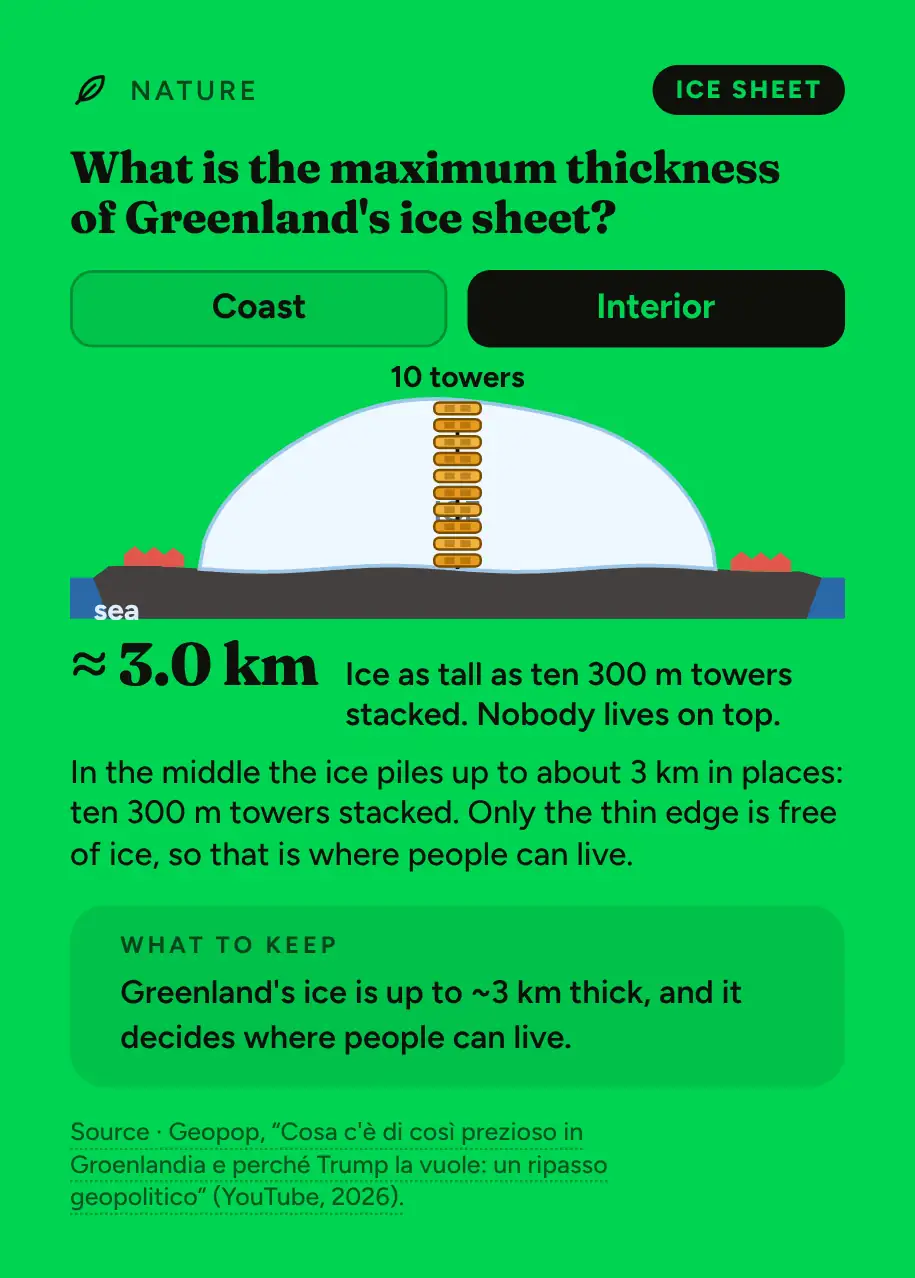 NATURE
ICE SHEET
What is the maximum thickness
of Greenland's ice sheet?
Coast
Interior
10 towers
sea
≈ 3.0 km
Ice as tall as ten 300 m towers
stacked. Nobody lives on top.
In the middle the ice piles up to about 3 km in places:
ten 300 m towers stacked. Only the thin edge is free
of ice, so that is where people can live.
WHAT TO KEEP
Greenland's ice is up to ~3 km thick, and it
decides where people can live.
Source · Geopop, “Cosa c'è di così prezioso in
Groenlandia e perché Trump la vuole: un ripasso
geopolitico” (YouTube, 2026).